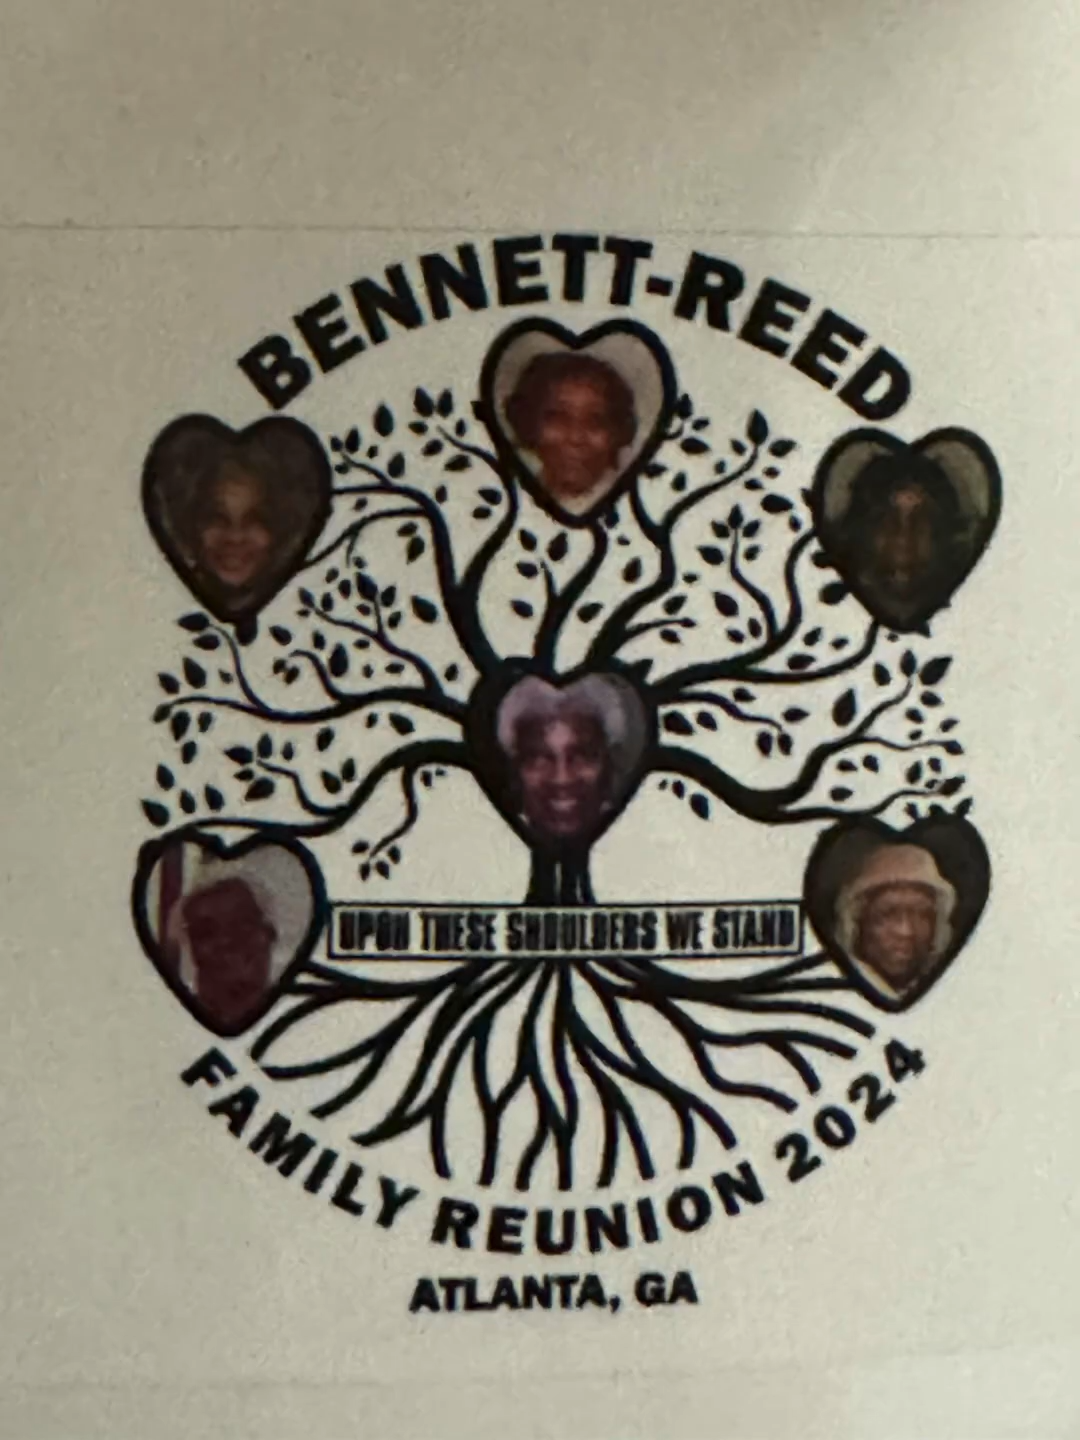 BENNETT-REED
UPON THESE SHOULDERS WE STAND
FAMILY REUNION 2024
ATLANTA, GA